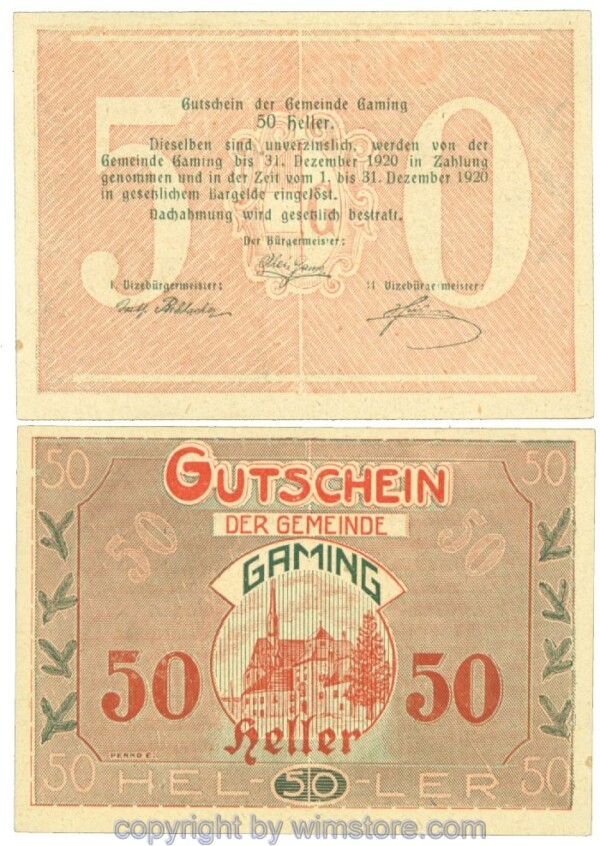 50
Gutschein der Gemeinde Gaming
50 Heller.
Dieselben sind unverzinslich, werden von der
Gemeinde Gaming bis 31. Dezember 1920 in Zahlung
genommen und in der Zeit vom 1. bis 31. Dezember 1920
in gesetzlichem Bargelde eingelöst.
Nachahmung wird gesetzlich bestraft.
Der Bürgermeister:
I. Vizebürgermeister:
II Vizebürgermeister:
50 50
GUTSCHEIN
DER GEMEINDE
GAMING
50 50
50 50
Heller
PERKO E.
50 HEL- 50 -LER 50
copyright by wimstore.com